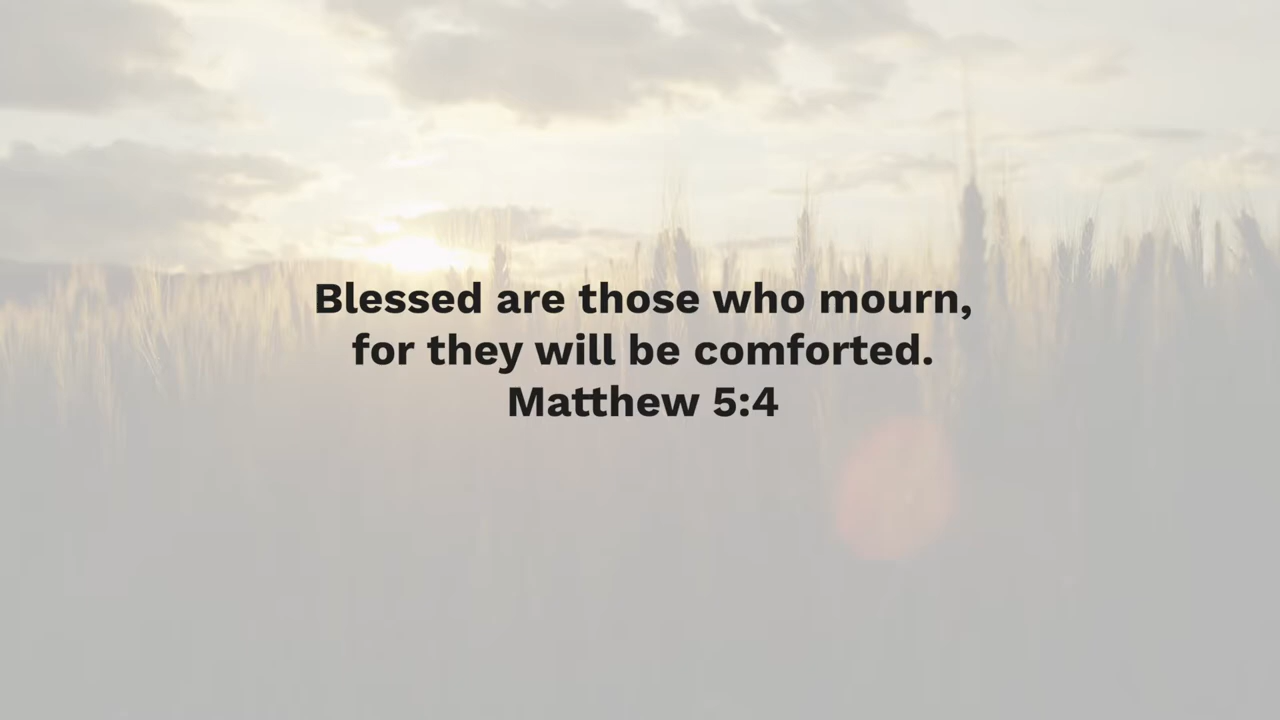 Blessed are those who mourn,
for they will be comforted.
Matthew 5:4